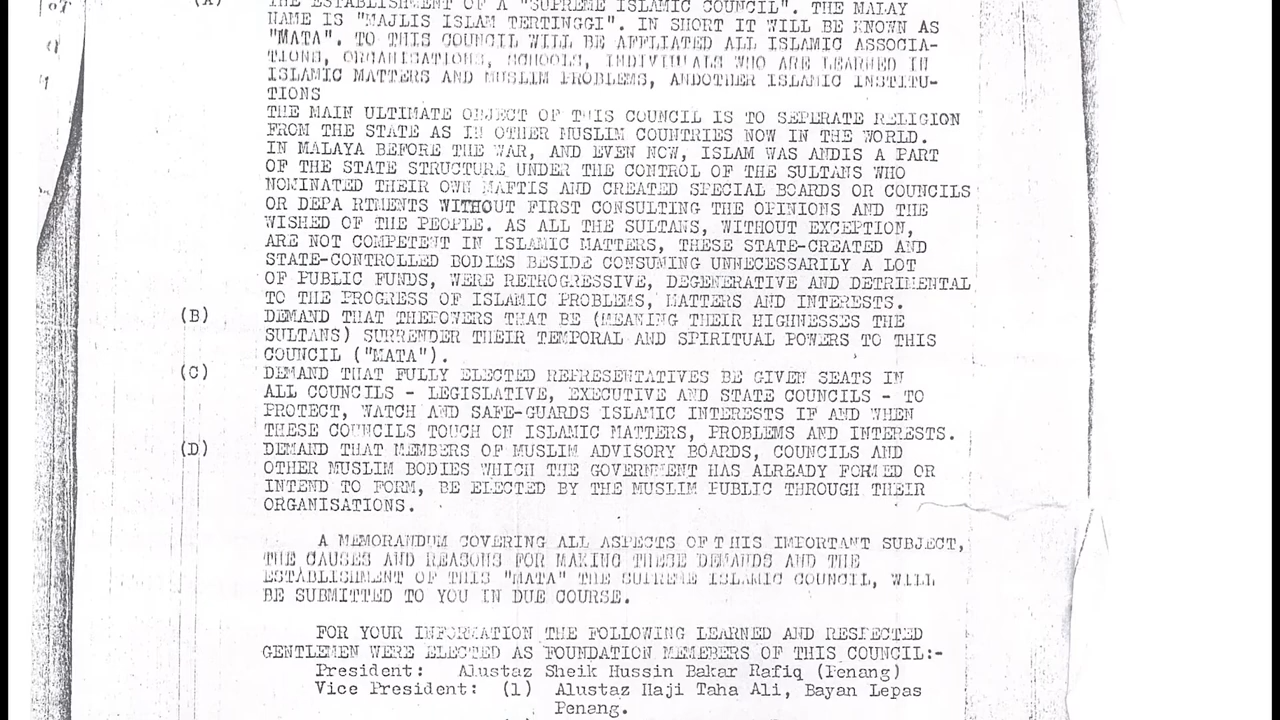 (A) THE ESTABLISHMENT OF A "SUPREME ISLAMIC COUNCIL". THE MALAY
NAME IS "MAJLIS ISLAM TERTINGGI". IN SHORT IT WILL BE KNOWN AS
"MATA". TO THIS COUNCIL WILL BE AFFLIATED ALL ISLAMIC ASSOCIA-
TIONS, ORGANISATIONS, SCHOOLS, INDIVIUALS WHO ARE LEARNED IN
ISLAMIC MATTERS AND MUSLIM PROBLEMS, ANDOTHER ISLAMIC INSTITU-
TIONS
THE MAIN ULTIMATE OBJECT OF THIS COUNCIL IS TO SEPERATE RELIGION
FROM THE STATE AS IN OTHER MUSLIM COUNTRIES NOW IN THE WORLD.
IN MALAYA BEFORE THE WAR, AND EVEN NOW, ISLAM WAS ANDIS A PART
OF THE STATE STRUCTURE UNDER THE CONTROL OF THE SULTANS WHO
NOMINATED THEIR OWN MAFTIS AND CREATED SPECIAL BOARDS OR COUNCILS
OR DEPA RTMENTS WITHOUT FIRST CONSULTING THE OPINIONS AND THE
WISHED OF THE PEOPLE. AS ALL THE SULTANS, WITHOUT EXCEPTION,
ARE NOT COMPETENT IN ISLAMIC MATTERS, THESE STATE-CREATED AND
STATE-CONTROLLED BODIES BESIDE CONSUMING UNNECESSARILY A LOT
OF PUBLIC FUNDS, WERE RETROGRESSIVE, DEGENERATIVE AND DETRIMENTAL
TO THE PROGRESS OF ISLAMIC PROBLEMS, MATTERS AND INTERESTS.
(B) DEMAND THAT THEPOWERS THAT BE (MEANING THEIR HIGHNESSES THE
SULTANS) SURRENDER THEIR TEMPORAL AND SPIRITUAL POWERS TO THIS
COUNCIL ("MATA").
(C) DEMAND THAT FULLY ELECTED REPRESENTATIVES BE GIVEN SEATS IN
ALL COUNCILS - LEGISLATIVE, EXECUTIVE AND STATE COUNCILS - TO
PROTECT, WATCH AND SAFE-GUARDS ISLAMIC INTERESTS IF AND WHEN
THESE COUNCILS TOUCH ON ISLAMIC MATTERS, PROBLEMS AND INTERESTS.
(D) DEMAND THAT MEMBERS OF MUSLIM ADVISORY BOARDS, COUNCILS AND
OTHER MUSLIM BODIES WHICH THE GOVERNMENT HAS ALREADY FORMED OR
INTEND TO FORM, BE ELECTED BY THE MUSLIM PUBLIC THROUGH THEIR
ORGANISATIONS.
A MEMORANDUM COVERING ALL ASPECTS OF THIS IMPORTANT SUBJECT,
THE CAUSES AND REASONS FOR MAKING THESE DEMANDS AND THE
ESTABLISHMENT OF THIS "MATA" THE SUPREME ISLAMIC COUNCIL, WILL
BE SUBMITTED TO YOU IN DUE COURSE.
FOR YOUR INFORMATION THE FOLLOWING LEARNED AND RESPECTED
GENTLEMEN WERE ELECTED AS FOUNDATION MEMEBERS OF THIS COUNCIL:-
President: Alustaz Sheik Hussin Bakar Rafiq (Penang)
Vice President: (1) Alustaz Haji Taha Ali, Bayan Lepas
Penang.